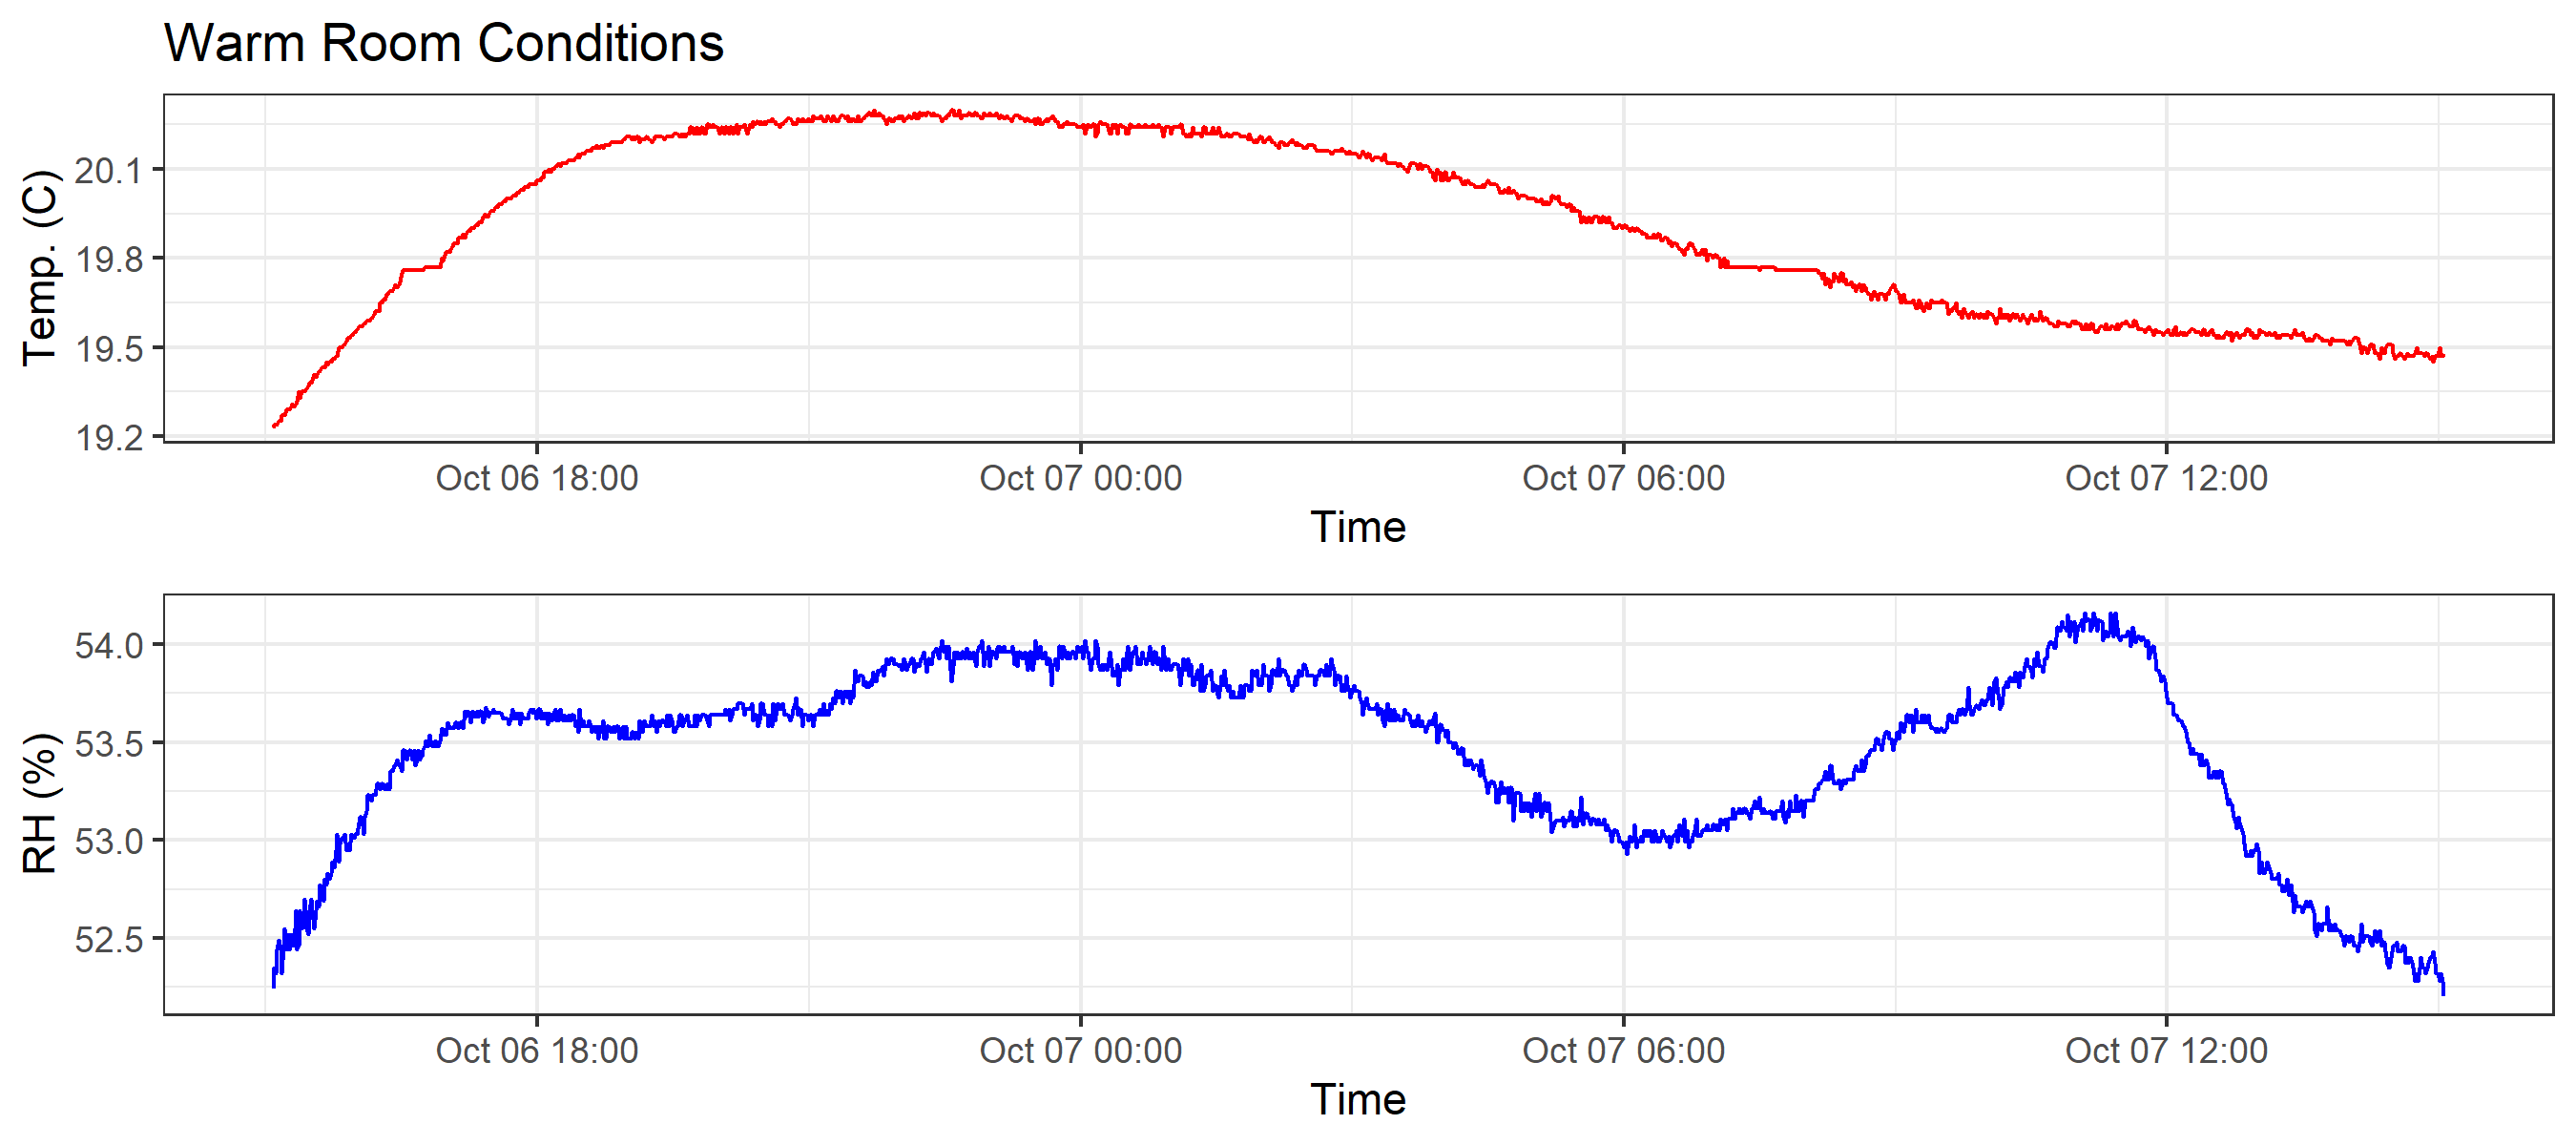 Warm Room Conditions
Temp. (C)
20.1
19.8
19.5
19.2
Oct 06 18:00 Oct 07 00:00 Oct 07 06:00 Oct 07 12:00
Time
RH (%)
54.0
53.5
53.0
52.5
Oct 06 18:00 Oct 07 00:00 Oct 07 06:00 Oct 07 12:00
Time